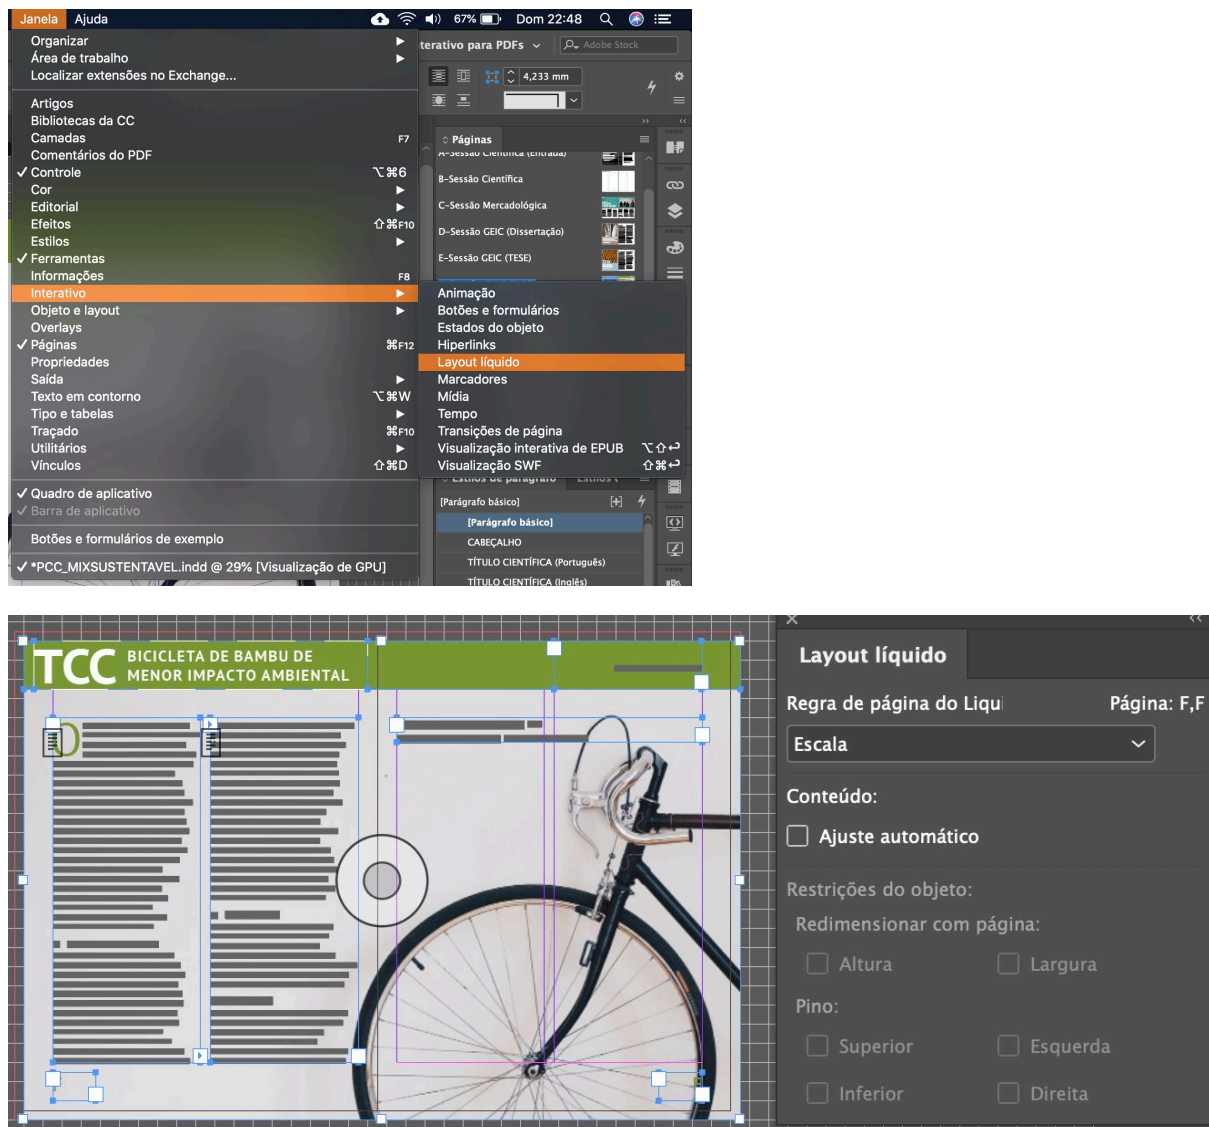 Janela Ajuda 67% Dom 22:48
Organizar
Área de trabalho
Localizar extensões no Exchange...
Artigos
Bibliotecas da CC
Camadas F7
Comentários do PDF
Controle ⌥⌘6
Cor
Editorial
Efeitos ⇧⌘F10
Estilos
Ferramentas
Informações F8
Interativo
Objeto e layout
Overlays
Páginas ⌘F12
Propriedades
Saída
Texto em contorno ⌥⌘W
Tipo e tabelas
Traçado ⌘F10
Utilitários
Vínculos ⇧⌘D
Quadro de aplicativo
Barra de aplicativo
Botões e formulários de exemplo
*PCC_MIXSUSTENTAVEL.indd @ 29% [Visualização de GPU]
terativo para PDFs Adobe Stock
4,233 mm
Páginas
A-Sessão Científica (Entrada)
B-Sessão Científica
C-Sessão Mercadológica
D-Sessão GEIC (Dissertação)
E-Sessão GEIC (TESE)
Animação
Botões e formulários
Estados do objeto
Hiperlinks
Layout líquido
Marcadores
Mídia
Tempo
Transições de página
Visualização interativa de EPUB ⌥⇧↩
Visualização SWF ⇧⌘↩
Estilos de parágrafo Estilos
[Parágrafo básico]
[Parágrafo básico]
CABEÇALHO
TÍTULO CIENTÍFICA (Português)
TÍTULO CIENTÍFICA (Inglês)
TCC BICICLETA DE BAMBU DE
MENOR IMPACTO AMBIENTAL
O
Layout líquido
Regra de página do Liqui Página: F,F
Escala
Conteúdo:
Ajuste automático
Restrições do objeto:
Redimensionar com página:
Altura Largura
Pino:
Superior Esquerda
Inferior Direita